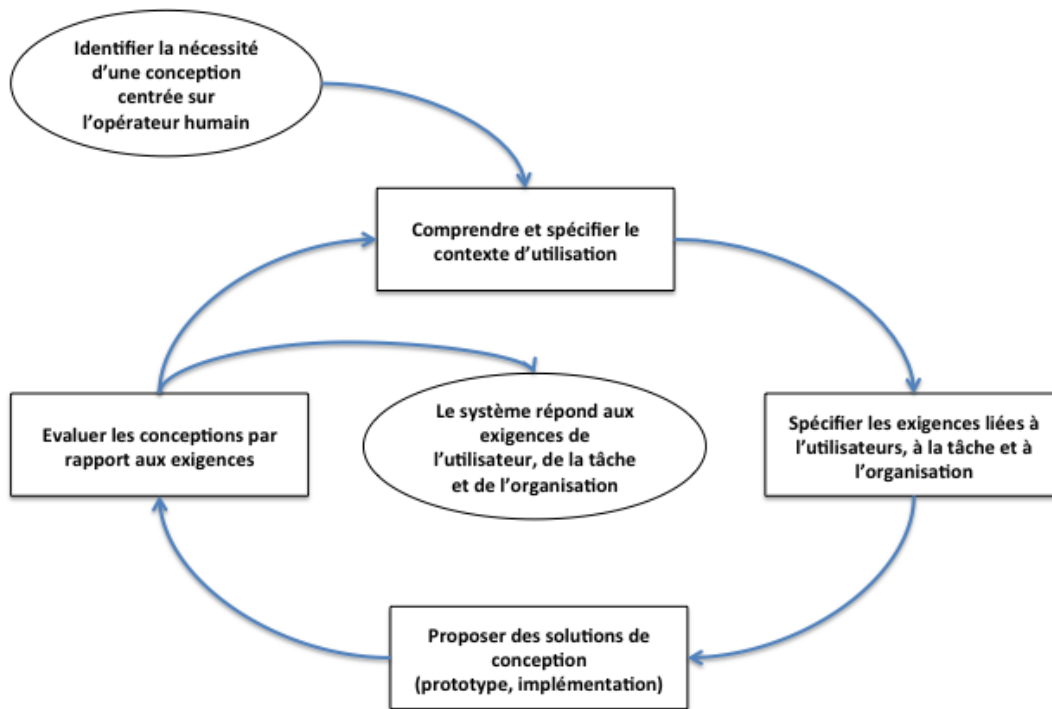 Identifier la nécessité
d'une conception
centrée sur
l'opérateur humain
Comprendre et spécifier le
contexte d'utilisation
Evaluer les conceptions par
rapport aux exigences
Le système répond aux
exigences de
l'utilisateur, de la tâche
et de l'organisation
Spécifier les exigences liées à
l'utilisateurs, à la tâche et à
l'organisation
Proposer des solutions de
conception
(prototype, implémentation)